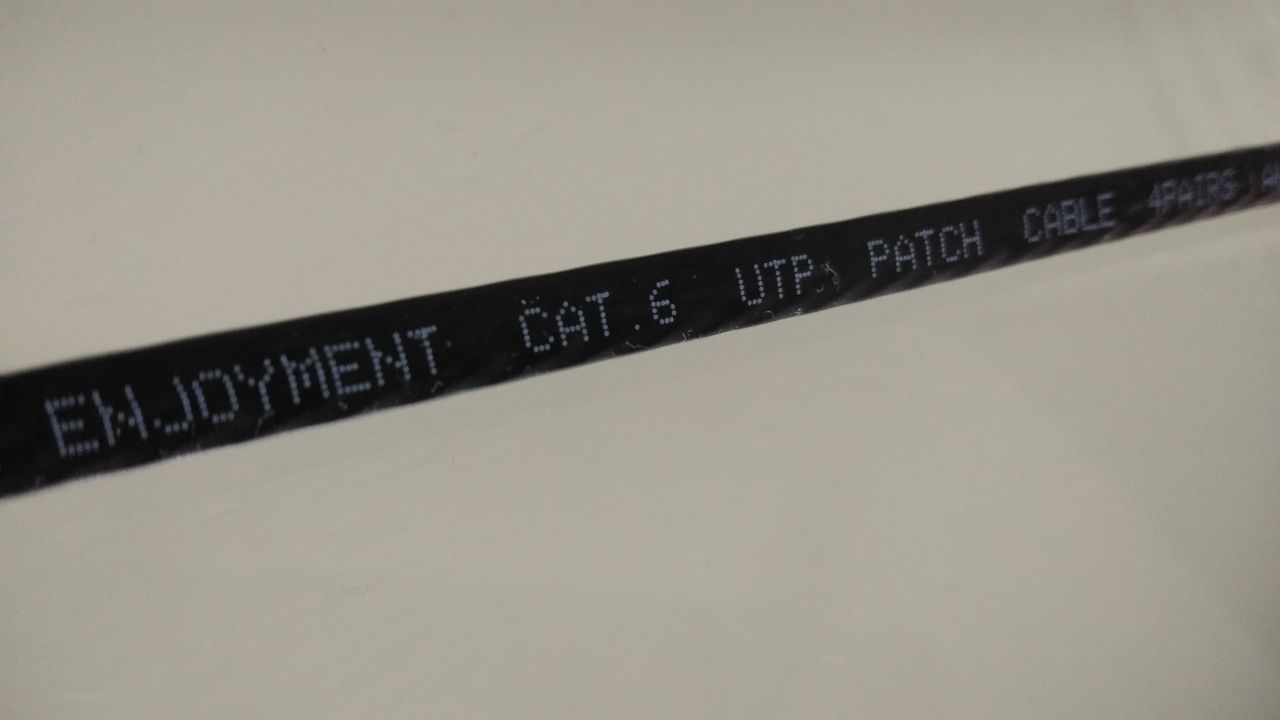 ENJOYMENT CAT.6 UTP PATCH CABLE 4PAIRS